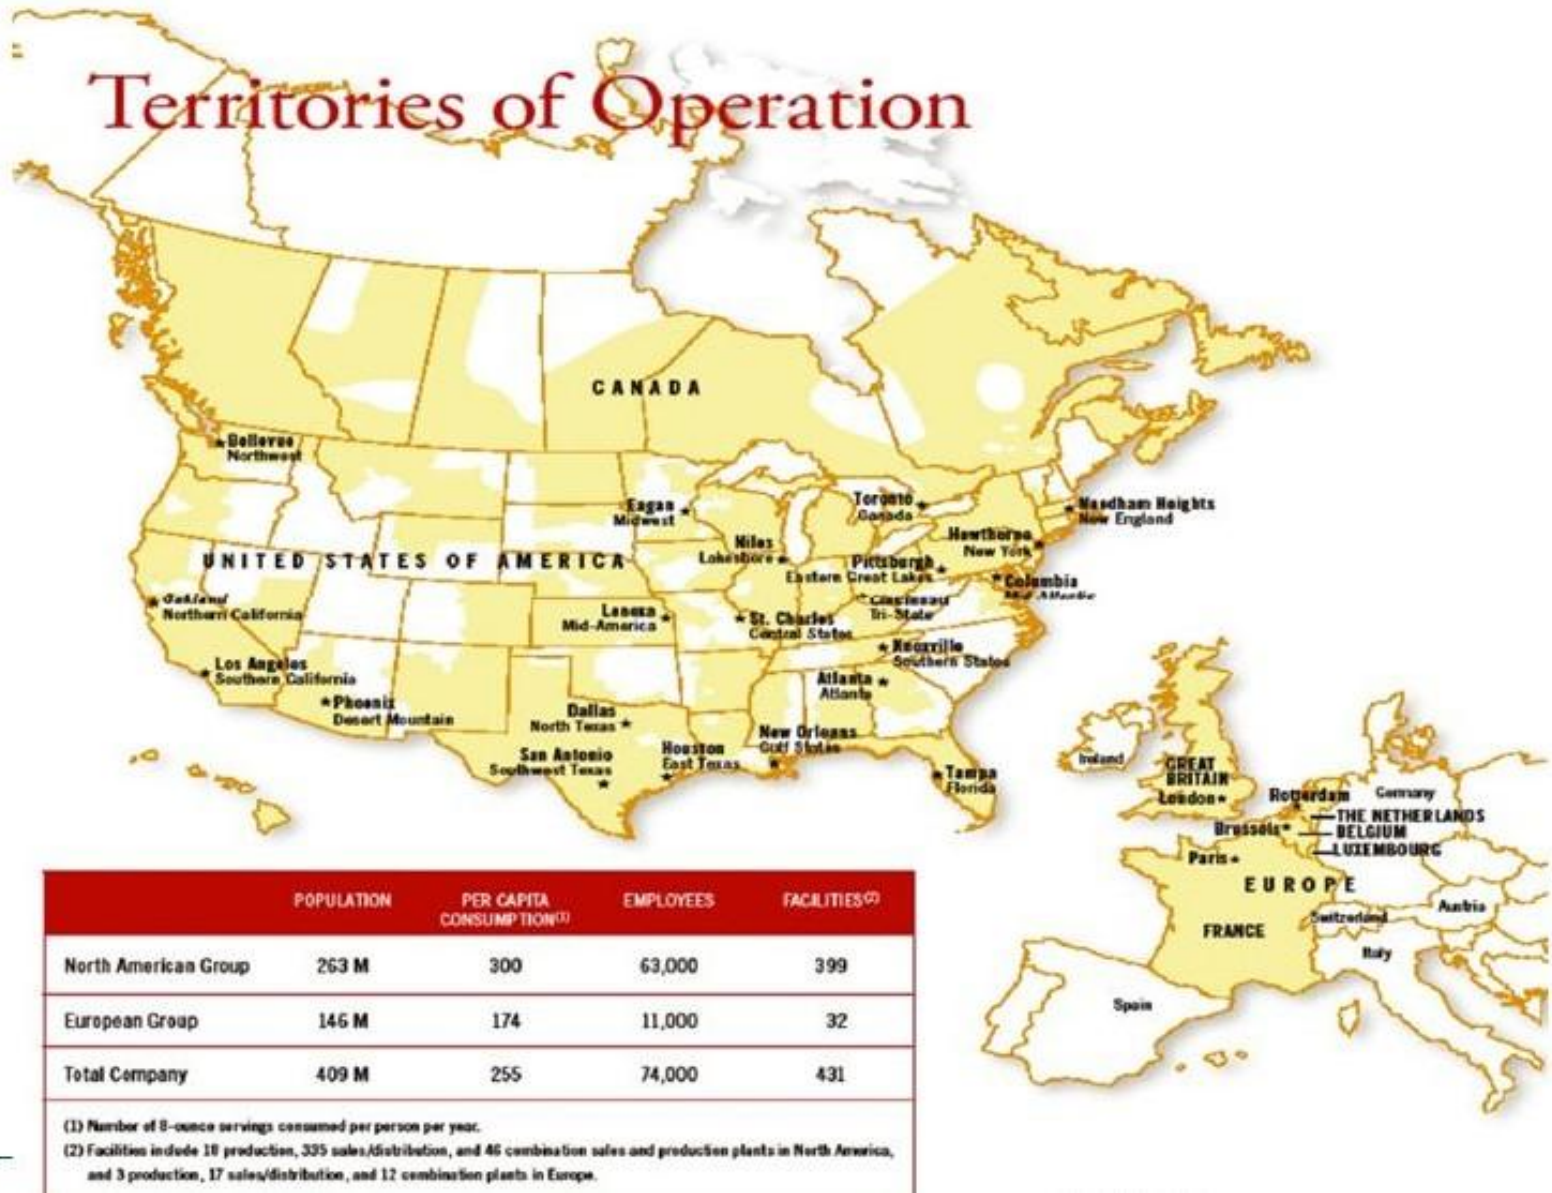 Territories of Operation
CANADA
Bellevue
Northwest
Eagan
Midwest
Toronto
Canada
Needham Heights
New England
Niles
Lakeshore
Hawthorne
New York
Pittsburgh
Eastern Great Lakes
UNITED STATES OF AMERICA
Columbia
Mid-Atlantic
Oakland
Northern California
Lenexa
Mid-America
St. Charles
Central States
Cincinnati
Tri-State
Knoxville
Southern States
Los Angeles
Southern California
Atlanta
Atlanta
Phoenix
Desert Mountain
Dallas
North Texas
New Orleans
Gulf States
San Antonio
Southwest Texas
Houston
East Texas
Tampa
Florida
Ireland
GREAT
BRITAIN
London
Rotterdam
Germany
THE NETHERLANDS
Brussels
BELGIUM
LUXEMBOURG
Paris
EUROPE
Switzerland
Austria
FRANCE
Italy
Spain
POPULATION PER CAPITA CONSUMPTION(1) EMPLOYEES FACILITIES(2)
North American Group 263 M 300 63,000 399
European Group 146 M 174 11,000 32
Total Company 409 M 255 74,000 431
(1) Number of 8-ounce servings consumed per person per year.
(2) Facilities include 18 production, 335 sales/distribution, and 46 combination sales and production plants in North America,
and 3 production, 17 sales/distribution, and 12 combination plants in Europe.